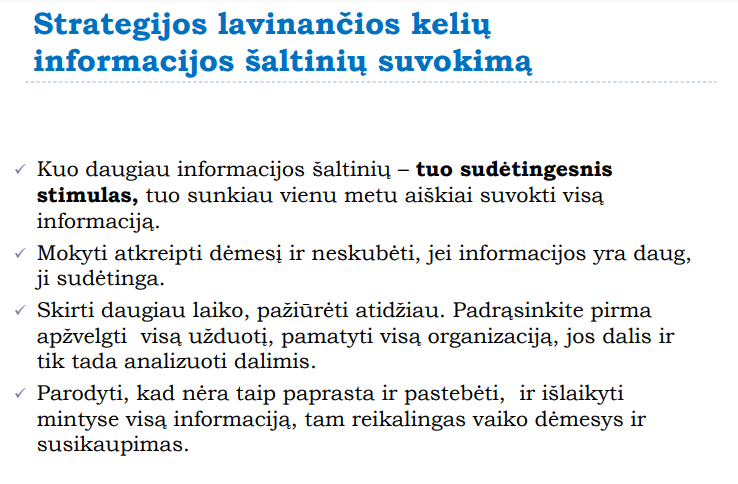 Strategijos lavinančios kelių
informacijos šaltinių suvokimą
✓ Kuo daugiau informacijos šaltinių – tuo sudėtingesnis
stimulas, tuo sunkiau vienu metu aiškiai suvokti visą
informaciją.
✓ Mokyti atkreipti dėmesį ir neskubėti, jei informacijos yra daug,
ji sudėtinga.
✓ Skirti daugiau laiko, pažiūrėti atidžiau. Padrąsinkite pirma
apžvelgti visą užduotį, pamatyti visą organizaciją, jos dalis ir
tik tada analizuoti dalimis.
✓ Parodyti, kad nėra taip paprasta ir pastebėti, ir išlaikyti
mintyse visą informaciją, tam reikalingas vaiko dėmesys ir
susikaupimas.